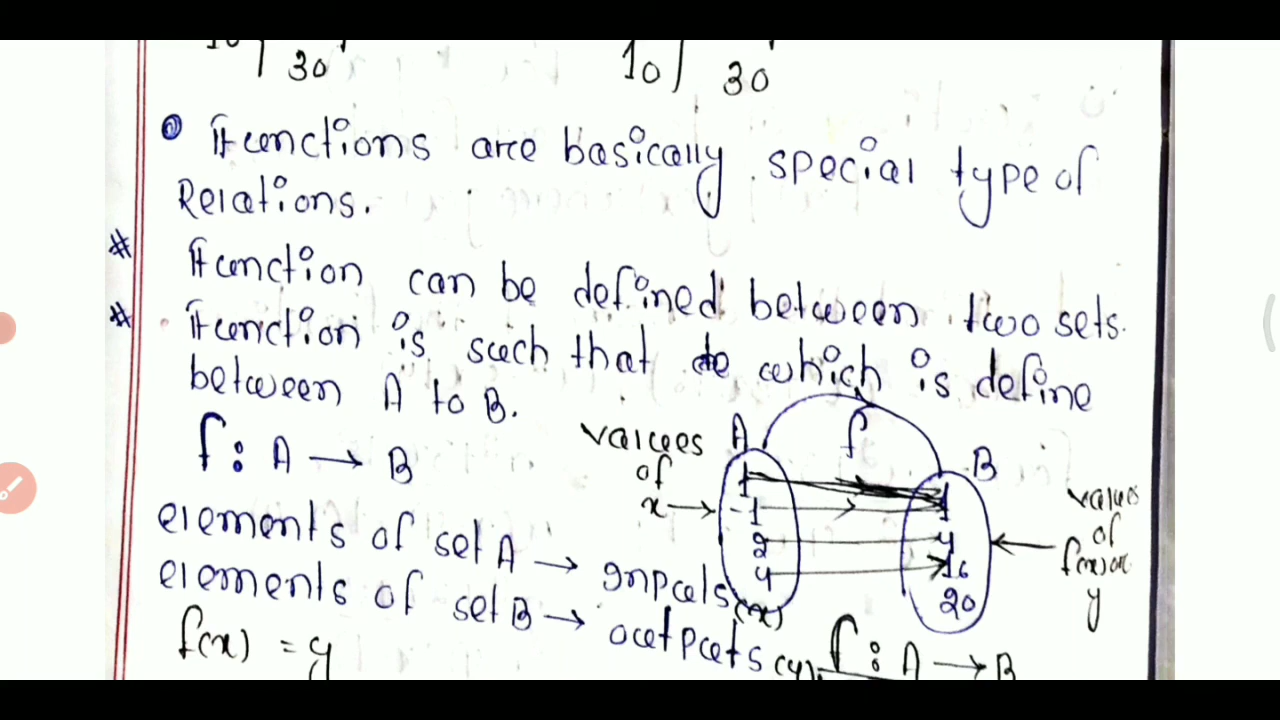 10/ 30 10/ 30
Functions are basically special type of
Relations.
# Function can be defined between two sets.
# Function is such that which is define
between A to B.
f : A → B
values of x → A f B
1 1
-1 4
2 16
4 20
values of f(x) or y
elements of set A → Inputs (x)
elements of set B → outputs (y)
f(x) = y
f : A → B